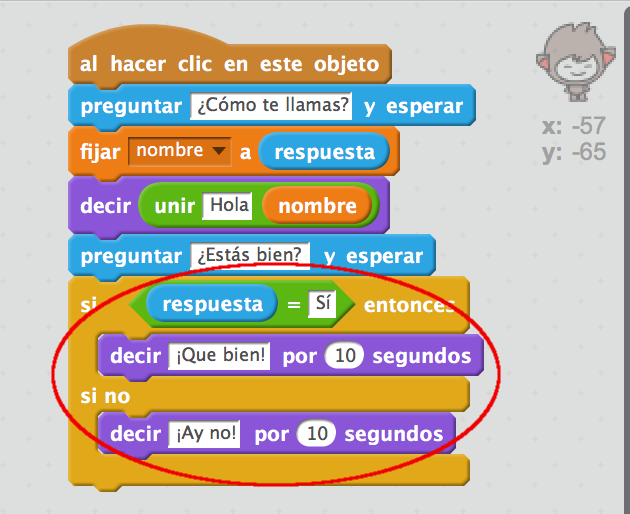 al hacer clic en este objeto
preguntar ¿Cómo te llamas? y esperar
fijar nombre a respuesta
decir unir Hola nombre
preguntar ¿Estás bien? y esperar
si respuesta = Sí entonces
decir ¡Que bien! por 10 segundos
si no
decir ¡Ay no! por 10 segundos
x: -57
y: -65